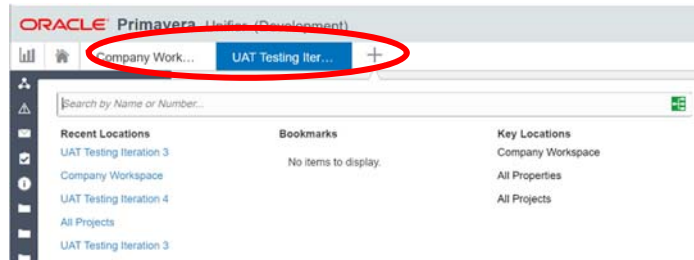 ORACLE Primavera Unifier (Development)
Company Work...
UAT Testing Iter...
Search by Name or Number...
Recent Locations
UAT Testing Iteration 3
Company Workspace
UAT Testing Iteration 4
All Projects
UAT Testing Iteration 3
Bookmarks
No items to display.
Key Locations
Company Workspace
All Properties
All Projects